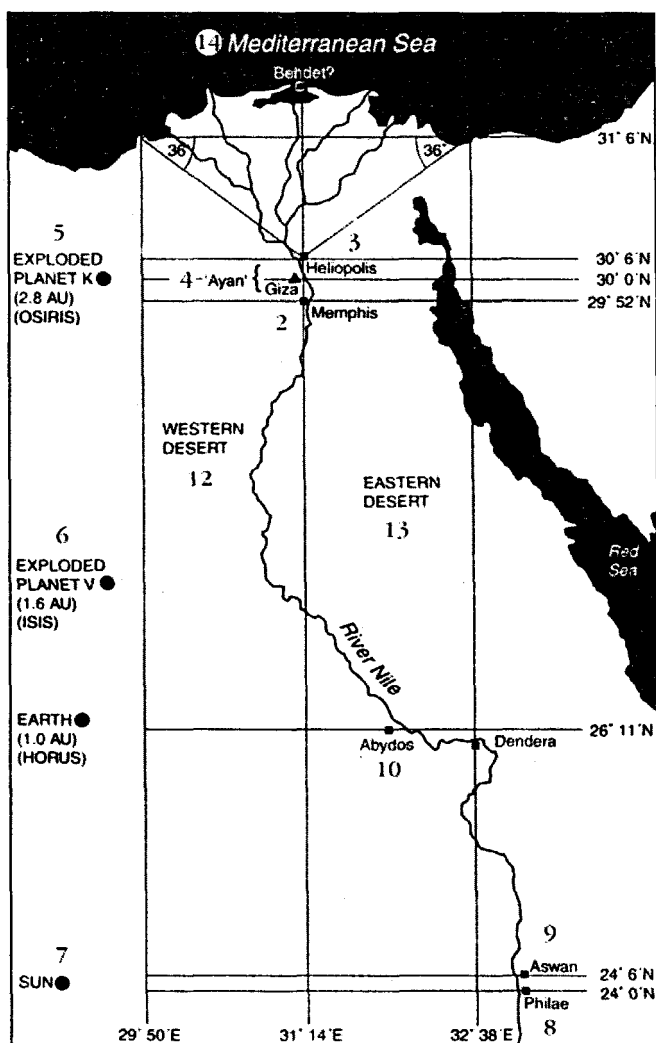 14 Mediterranean Sea
Behdet?
36° 36° 31° 6' N
5
3
EXPLODED
PLANET K
(2.8 AU)
(OSIRIS)
Heliopolis
30° 6' N
4 - 'Ayan' {
Giza
30° 0' N
29° 52' N
2
Memphis
WESTERN
DESERT
12
EASTERN
DESERT
13
6
EXPLODED
PLANET V
(1.6 AU)
(ISIS)
Red
Sea
River Nile
EARTH
(1.0 AU)
(HORUS)
Abydos
10
Dendera
26° 11' N
7
SUN
9
Aswan
24° 6' N
24° 0' N
Philae
8
29° 50' E 31° 14' E 32° 38' E